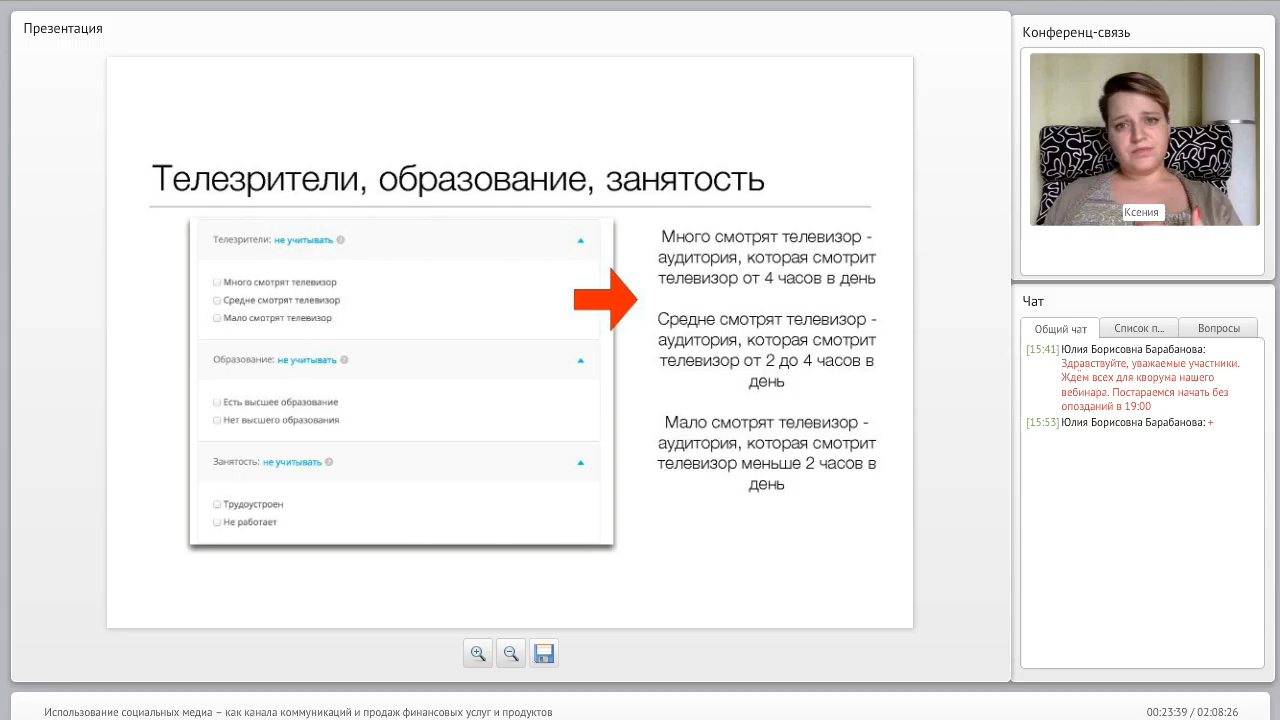 Презентация
Телезрители, образование, занятость
Телезрители: не учитывать ?
Много смотрят телевизор
Средне смотрят телевизор
Мало смотрят телевизор
Образование: не учитывать ?
Есть высшее образование
Нет высшего образования
Занятость: не учитывать ?
Трудоустроен
Не работает
Много смотрят телевизор -
аудитория, которая смотрит
телевизор от 4 часов в день
Средне смотрят телевизор -
аудитория, которая смотрит
телевизор от 2 до 4 часов в
день
Мало смотрят телевизор -
аудитория, которая смотрит
телевизор меньше 2 часов в
день
Конференц-связь
Ксения
Чат
Общий чат
Список п...
Вопросы
[15:41] Юлия Борисовна Барабанова:
Здравствуйте, уважаемые участники.
Ждём всех для кворума нашего
вебинара. Постараемся начать без
опозданий в 19:00
[15:53] Юлия Борисовна Барабанова: +
Использование социальных медиа – как канала коммуникаций и продаж финансовых услуг и продуктов
00:23:39 / 02:08:26